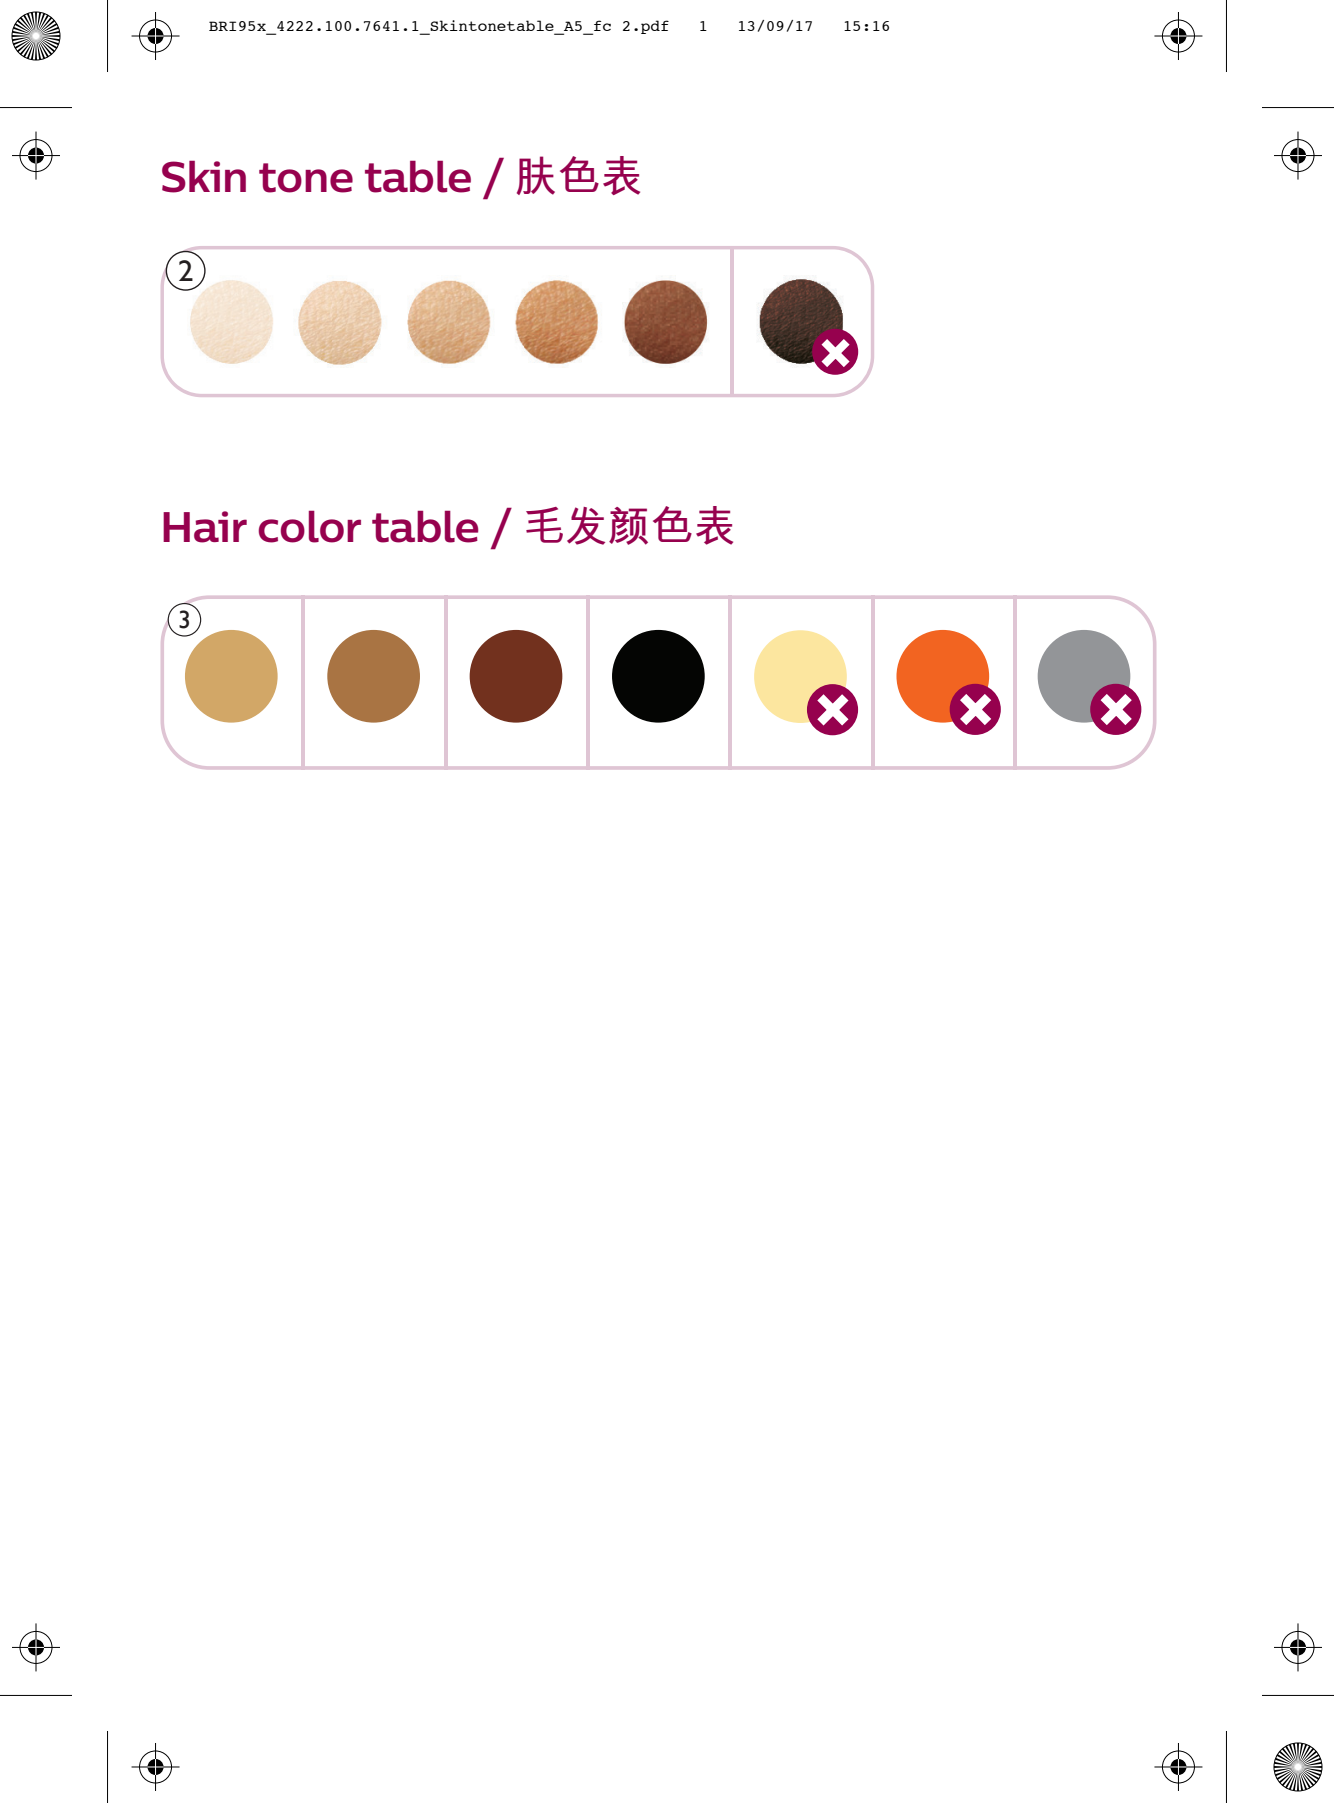 BRI95x_4222.100.7641.1_Skintonetable_A5_fc 2.pdf 1 13/09/17 15:16
Skin tone table / 肤色表
2
Hair color table / 毛发颜色表
3